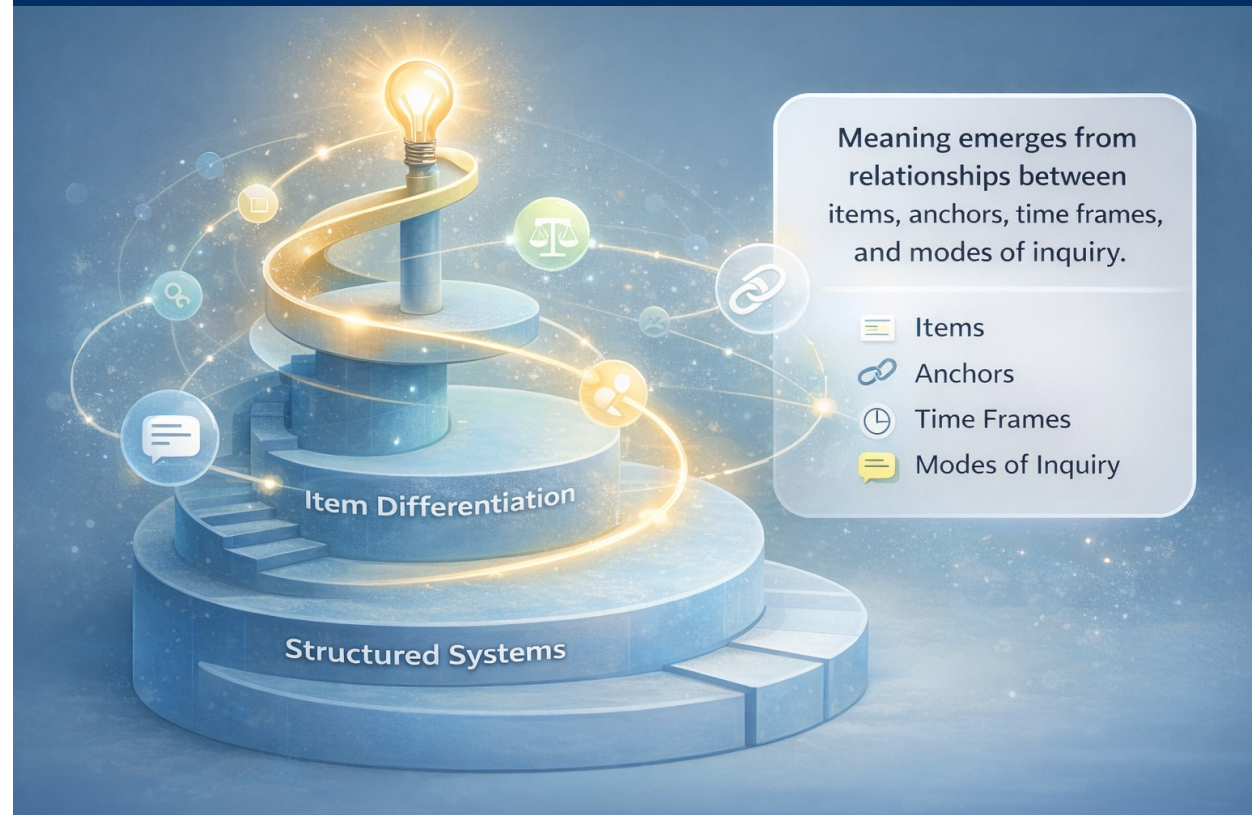 Meaning emerges from
relationships between
items, anchors, time frames,
and modes of inquiry.
Items
Anchors
Time Frames
Modes of Inquiry
Item Differentiation
Structured Systems